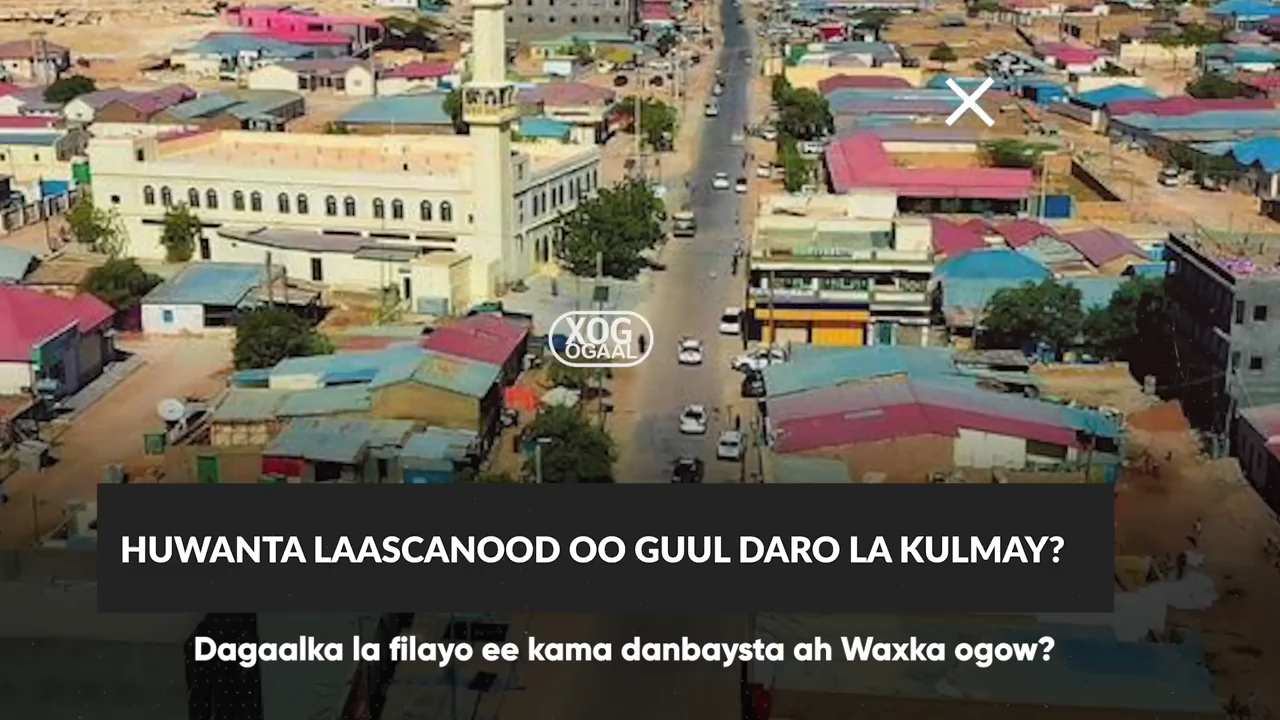 XOG
OGAAL
HUWANTA LAASCANOOD OO GUUL DARO LA KULMAY?
Dagaalka la filayo ee kama danbaysta ah Waxka ogow?